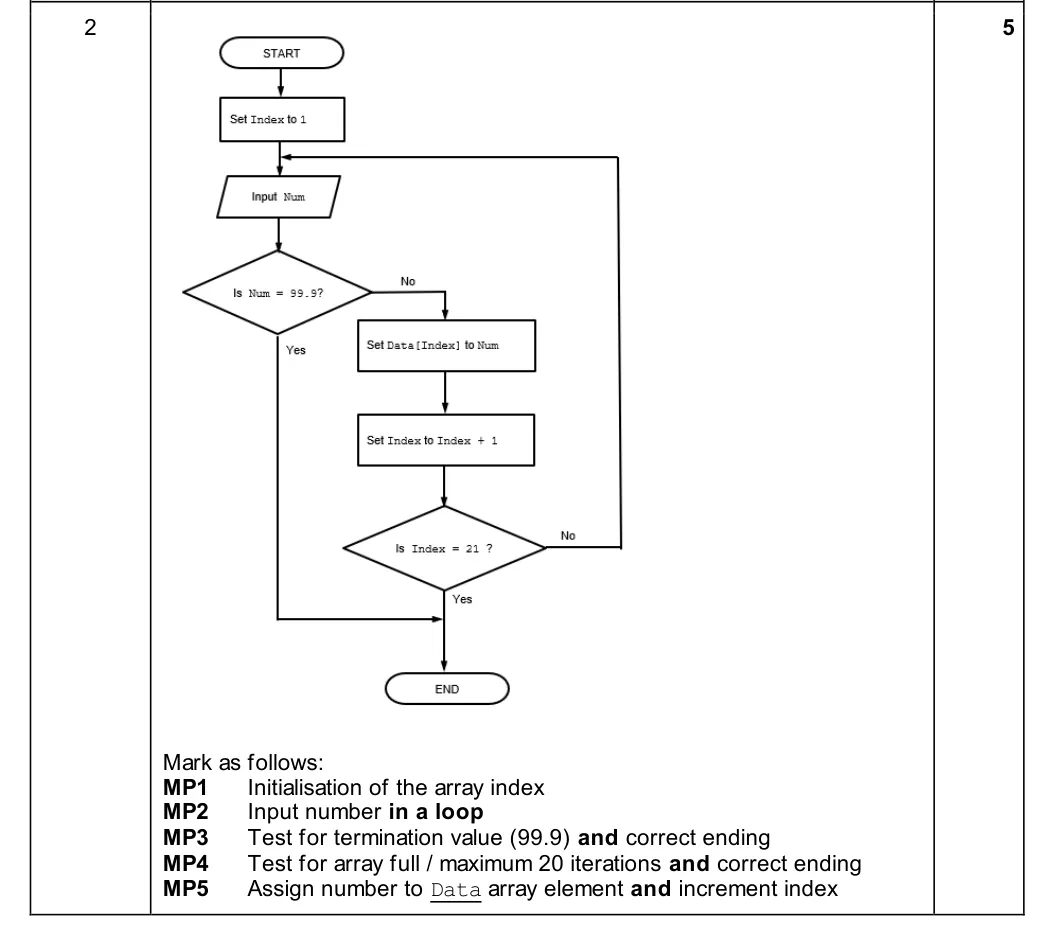 2
5
START
Set Index to 1
Input Num
Is Num = 99.9?
No
Yes
Set Data[Index] to Num
Set Index to Index + 1
Is Index = 21 ?
No
Yes
END
Mark as follows:
MP1 Initialisation of the array index
MP2 Input number in a loop
MP3 Test for termination value (99.9) and correct ending
MP4 Test for array full / maximum 20 iterations and correct ending
MP5 Assign number to Data array element and increment index